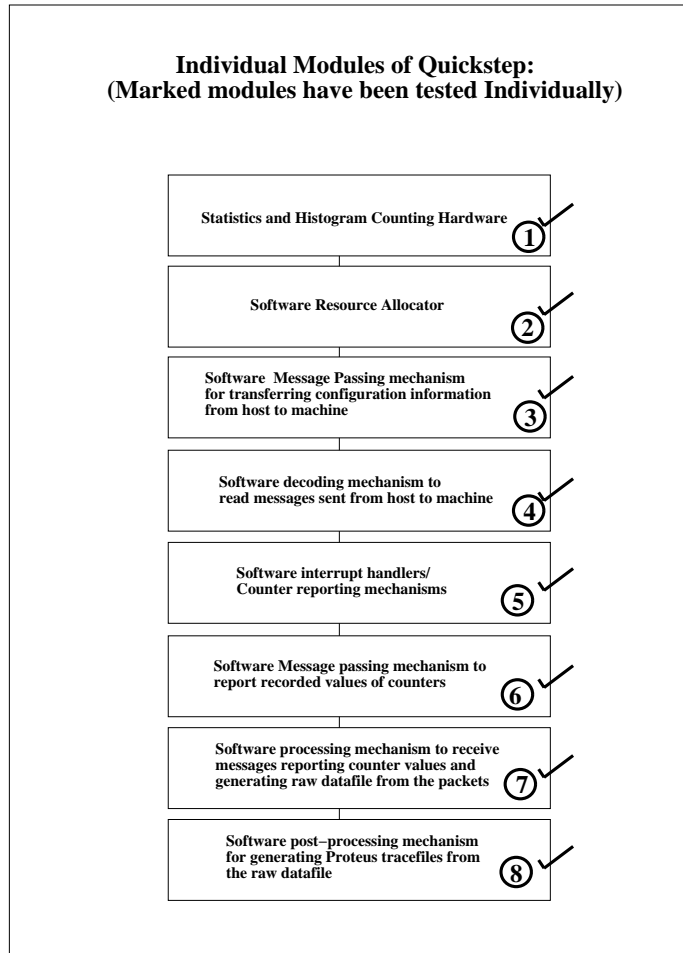 Individual Modules of Quickstep:
(Marked modules have been tested Individually)
Statistics and Histogram Counting Hardware
1
Software Resource Allocator
2
Software Message Passing mechanism
for transferring configuration information
from host to machine
3
Software decoding mechanism to
read messages sent from host to machine
4
Software interrupt handlers/
Counter reporting mechanisms
5
Software Message passing mechanism to
report recorded values of counters
6
Software processing mechanism to receive
messages reporting counter values and
generating raw datafile from the packets
7
Software post−processing mechanism
for generating Proteus tracefiles from
the raw datafile
8